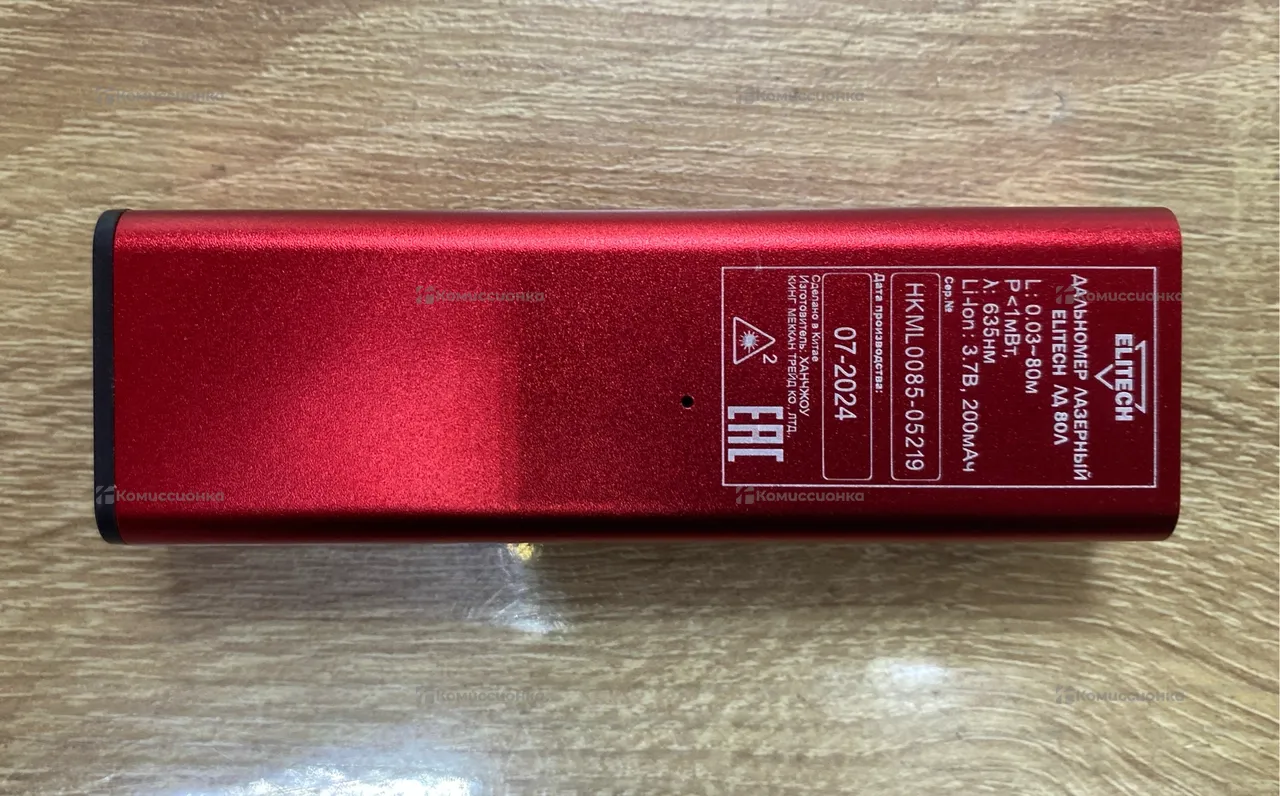 ELITECH
ДАЛЬНОМЕР ЛАЗЕРНЫЙ
ELITECH ЛД 80Л
L: 0.03~80м
P <1мВт,
λ: 635нм
Li-Ion: 3.7В, 200мАч
Сер.№
HKML0085-05219
Дата производства:
07-2024
Сделано в Китае
Изготовитель: ХАНЧЖОУ
КИНГ МЕККАН ТРЕЙД КО., ЛТД.,
2
EAC
Комиссионка
Комиссионка
Комиссионка
Комиссионка
Комиссионка
Комиссионка
Комиссионка
Комиссионка